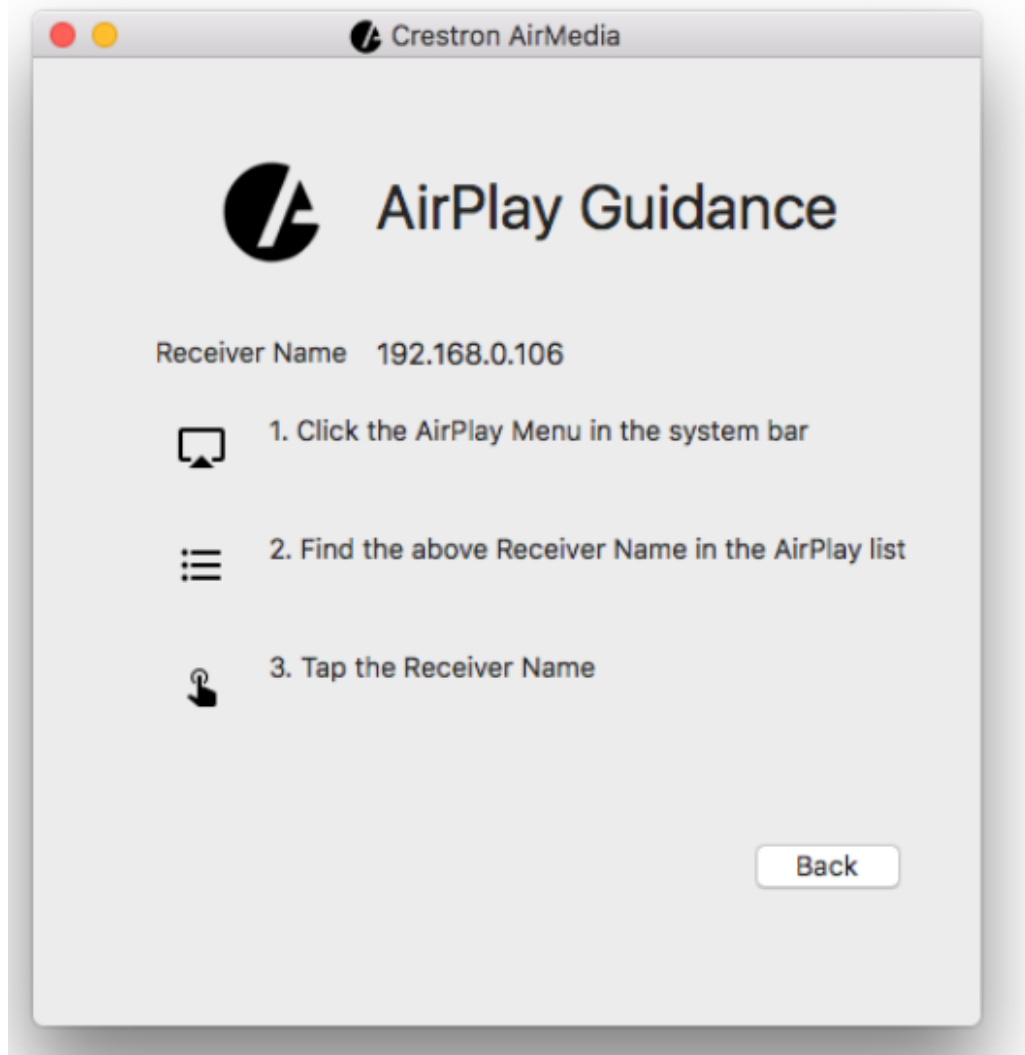 Crestron AirMedia
AirPlay Guidance
Receiver Name 192.168.0.106
1. Click the AirPlay Menu in the system bar
2. Find the above Receiver Name in the AirPlay list
3. Tap the Receiver Name
Back